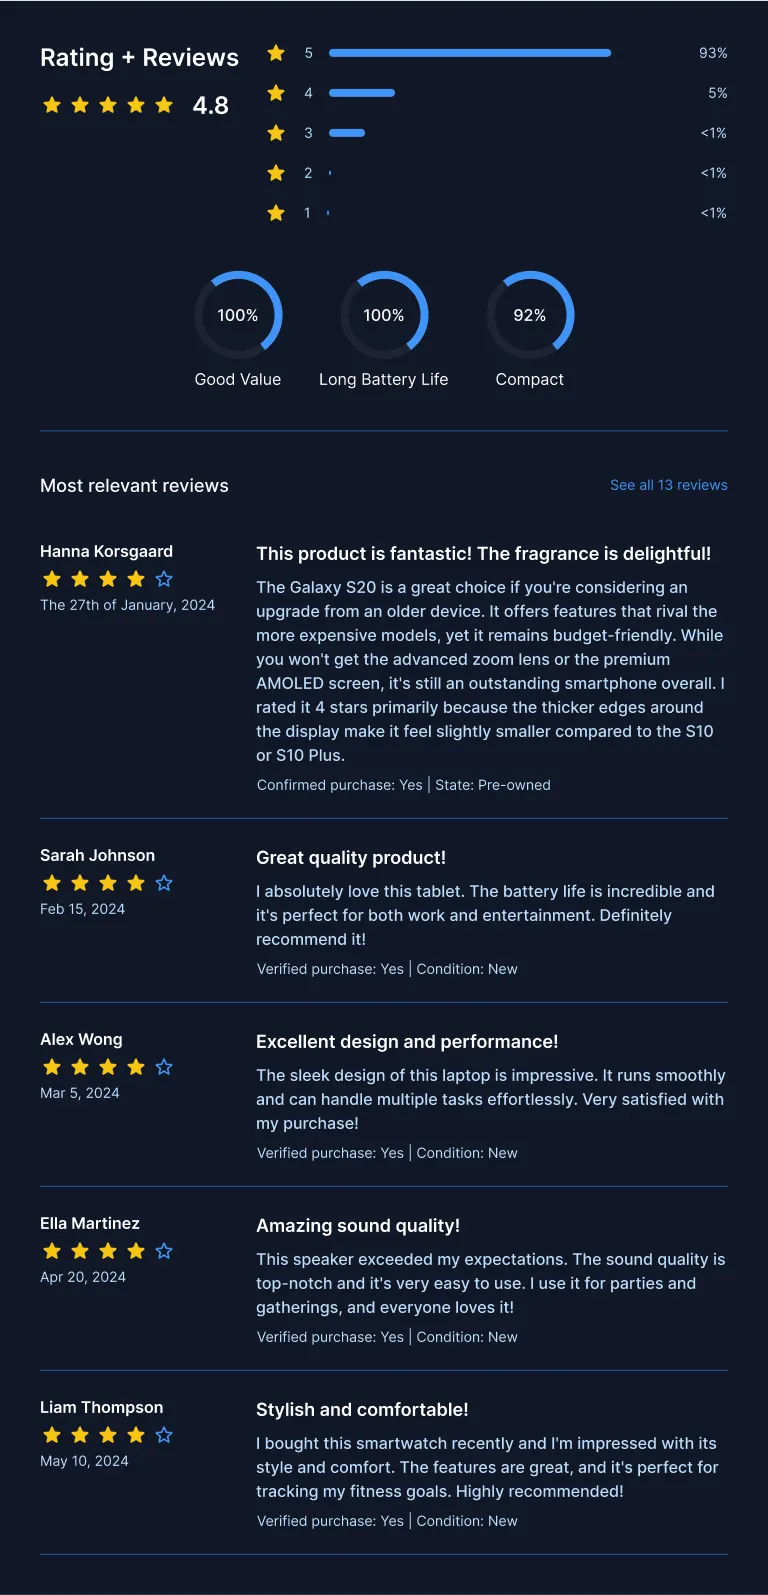 Rating + Reviews
4.8
5 93%
4 5%
3 <1%
2 <1%
1 <1%
100%
Good Value
100%
Long Battery Life
92%
Compact
Most relevant reviews
See all 13 reviews
Hanna Korsgaard
The 27th of January, 2024
This product is fantastic! The fragrance is delightful!
The Galaxy S20 is a great choice if you're considering an
upgrade from an older device. It offers features that rival the
more expensive models, yet it remains budget-friendly. While
you won't get the advanced zoom lens or the premium
AMOLED screen, it's still an outstanding smartphone overall. I
rated it 4 stars primarily because the thicker edges around
the display make it feel slightly smaller compared to the S10
or S10 Plus.
Confirmed purchase: Yes | State: Pre-owned
Sarah Johnson
Feb 15, 2024
Great quality product!
I absolutely love this tablet. The battery life is incredible and
it's perfect for both work and entertainment. Definitely
recommend it!
Verified purchase: Yes | Condition: New
Alex Wong
Mar 5, 2024
Excellent design and performance!
The sleek design of this laptop is impressive. It runs smoothly
and can handle multiple tasks effortlessly. Very satisfied with
my purchase!
Verified purchase: Yes | Condition: New
Ella Martinez
Apr 20, 2024
Amazing sound quality!
This speaker exceeded my expectations. The sound quality is
top-notch and it's very easy to use. I use it for parties and
gatherings, and everyone loves it!
Verified purchase: Yes | Condition: New
Liam Thompson
May 10, 2024
Stylish and comfortable!
I bought this smartwatch recently and I'm impressed with its
style and comfort. The features are great, and it's perfect for
tracking my fitness goals. Highly recommended!
Verified purchase: Yes | Condition: New